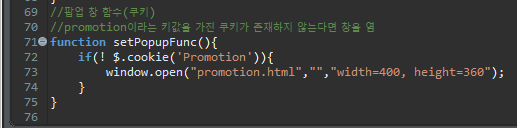 69
//팝업 창 함수(쿠키)
70
//promotion이라는 키값을 가진 쿠키가 존재하지 않는다면 창을 염
71 function setPopupFunc(){
72 if(! $.cookie('Promotion')){
73 window.open("promotion.html","","width=400, height=360");
74 }
75 }
76